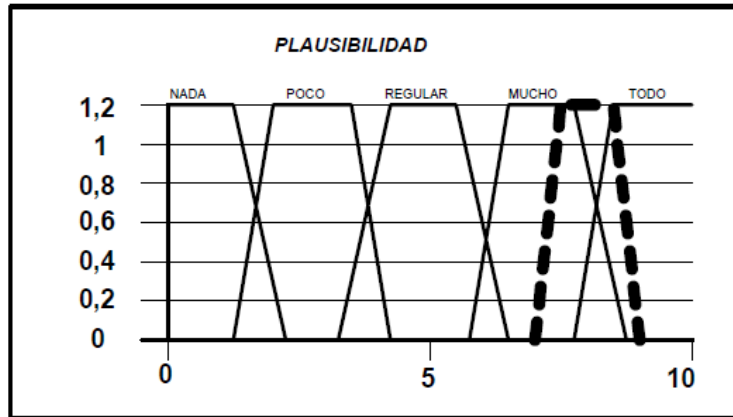 PLAUSIBILIDAD
NADA POCO REGULAR MUCHO TODO
1,2
1
0,8
0,6
0,4
0,2
0
0 5 10